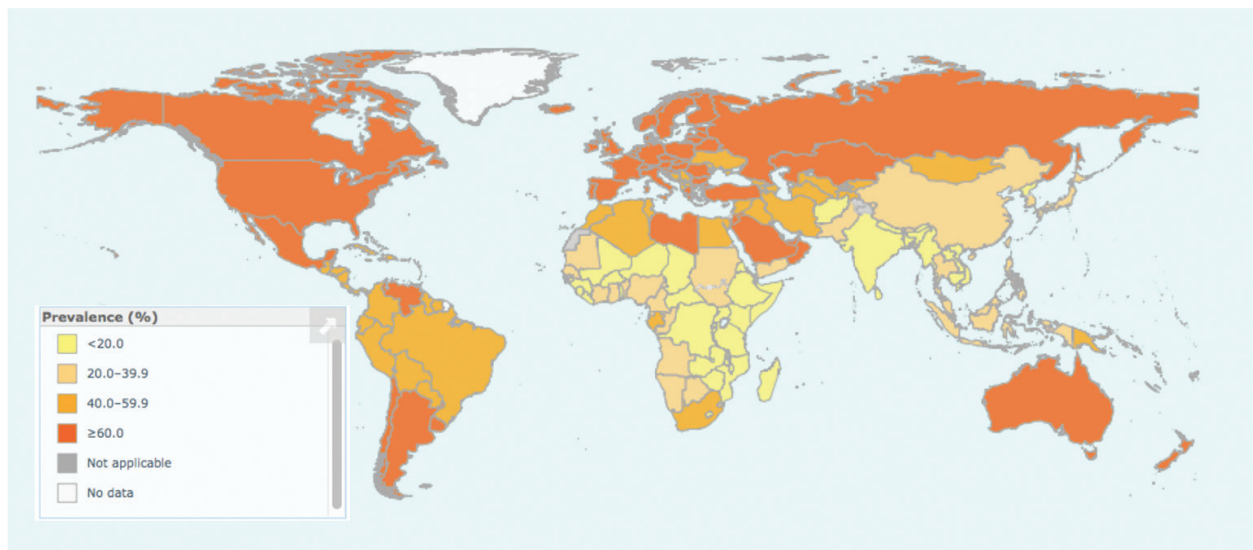 Prevalence (%)
<20.0
20.0–39.9
40.0–59.9
≥60.0
Not applicable
No data